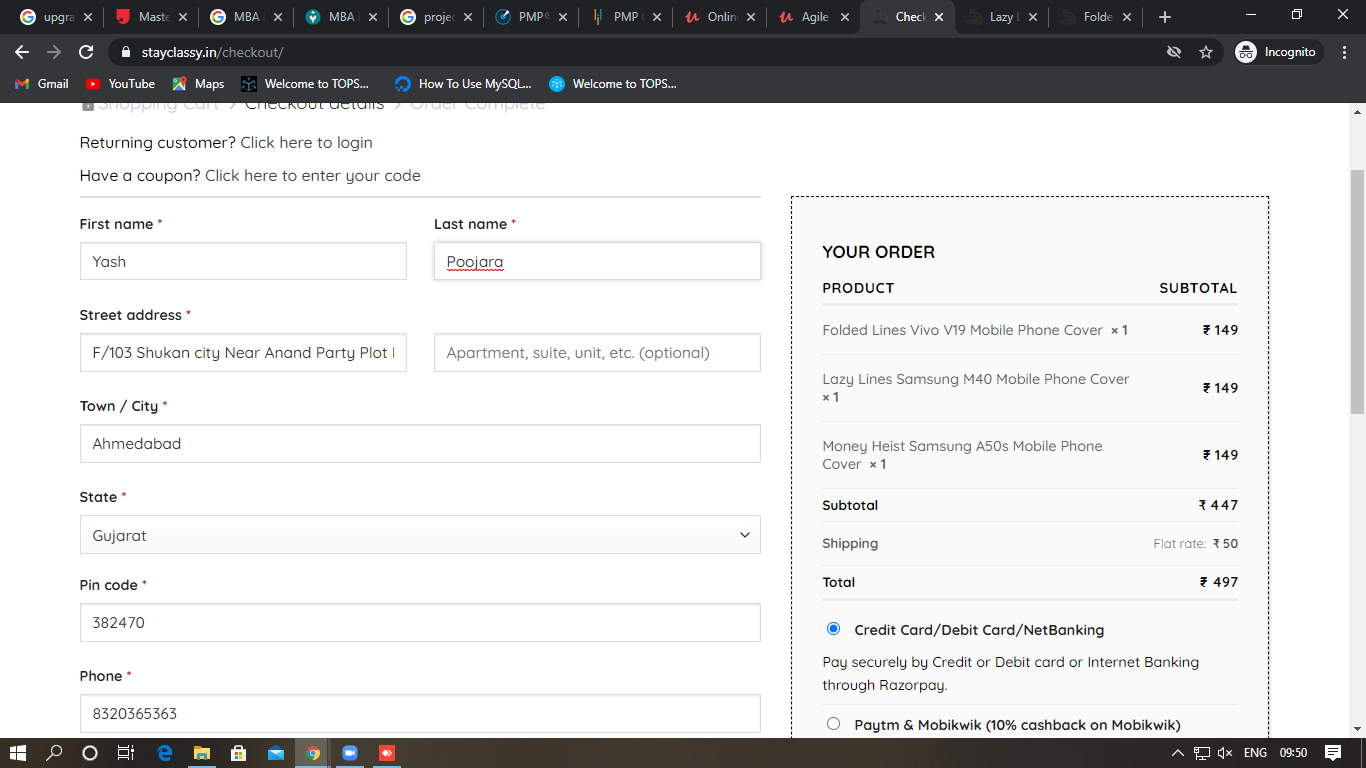 upgra
Maste
MBA i
MBA i
projec
PMP®
PMP
Onlin
Agile
Check
Lazy L
Folde
stayclassy.in/checkout/
Incognito
Gmail
YouTube
Maps
Welcome to TOPS...
How To Use MySQL...
Welcome to TOPS...
Shopping Cart > Checkout details > Order Complete
Returning customer? Click here to login
Have a coupon? Click here to enter your code
First name *
Last name *
Yash
Poojara
Street address *
F/103 Shukan city Near Anand Party Plot
Apartment, suite, unit, etc. (optional)
Town / City *
Ahmedabad
State *
Gujarat
Pin code *
382470
Phone *
8320365363
YOUR ORDER
PRODUCT SUBTOTAL
Folded Lines Vivo V19 Mobile Phone Cover × 1 ₹ 149
Lazy Lines Samsung M40 Mobile Phone Cover
× 1 ₹ 149
Money Heist Samsung A50s Mobile Phone
Cover × 1 ₹ 149
Subtotal ₹ 447
Shipping Flat rate: ₹ 50
Total ₹ 497
Credit Card/Debit Card/NetBanking
Pay securely by Credit or Debit card or Internet Banking
through Razorpay.
Paytm & Mobikwik (10% cashback on Mobikwik)
ENG 09:50